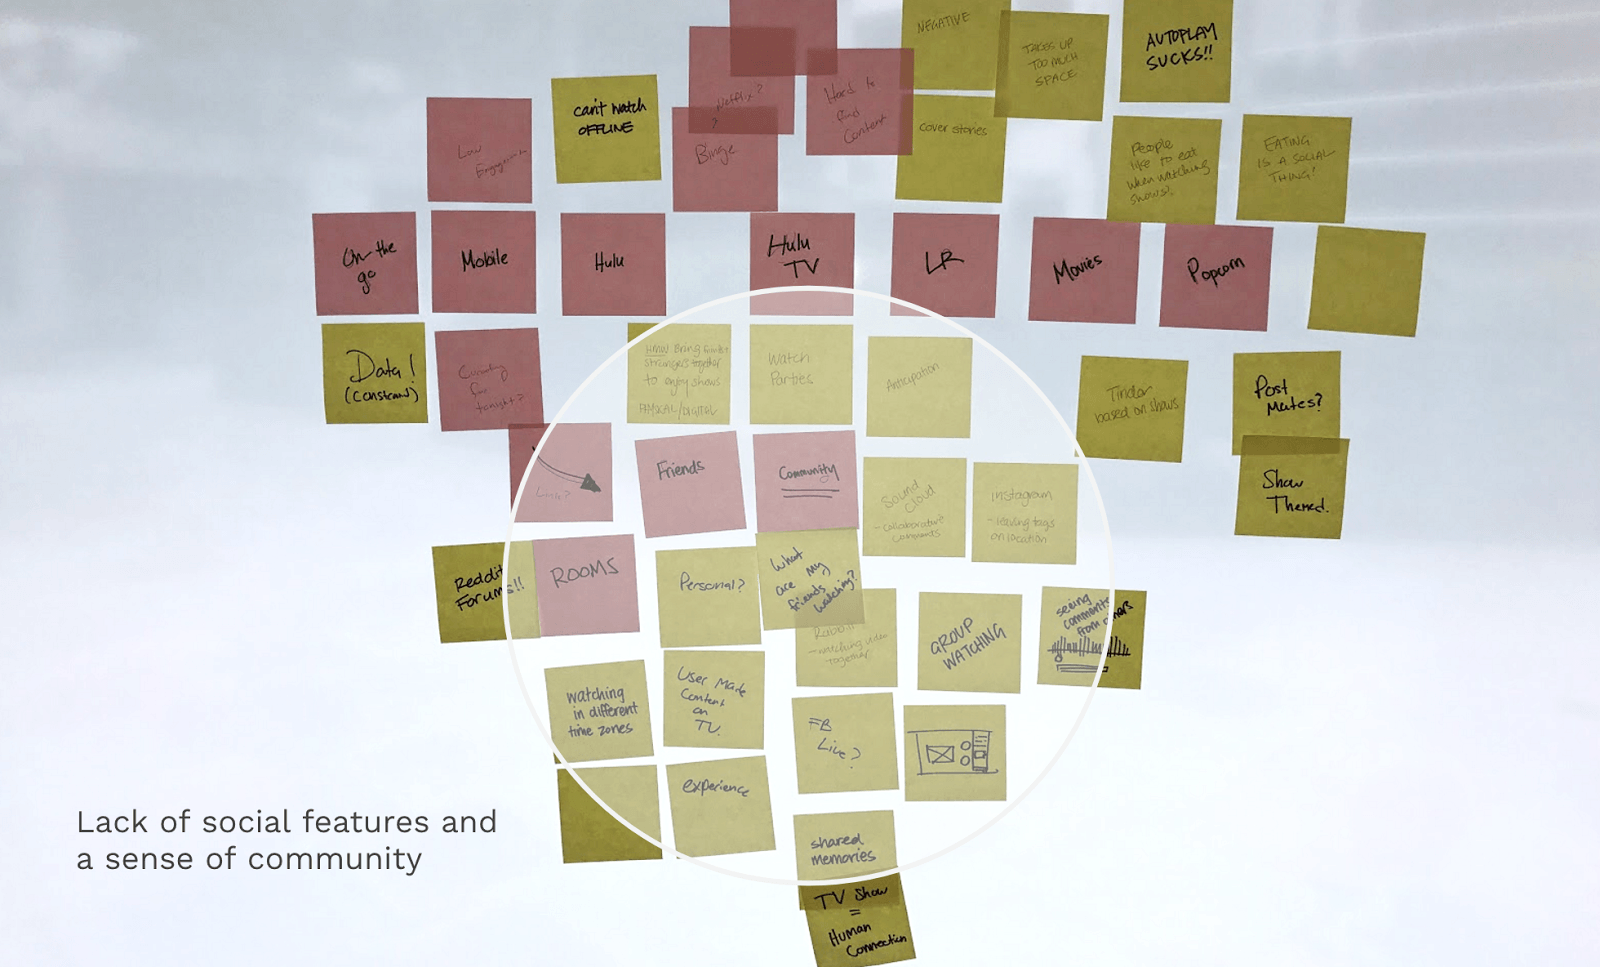 NEGATIVE
TAKES UP
TOO MUCH
SPACE
AUTOPLAY
SUCKS!!
can't watch
OFFLINE
Netflix?
Hard to
find
Content
Low
Engagement
Binge
cover stories
People
like to eat
when watching
shows?
EATING
IS A SOCIAL
THING!
On the
go
Mobile
Hulu
Hulu
TV
LR
Movies
Popcorn
Data!
(constraint)
for
tonight?
HMW Bring
strangers together
to enjoy shows
PHYSICAL/DIGITAL
Watch
Parties
Anticipation
Tinder
based on shows
Post
Mates?
Show
Themed.
Friends
Community
Sound
Cloud
- collaborative
comments
instagram
- leaving tags
on location
Reddit
Forums!!
ROOMS
Personal?
What
are my
friends
watching?
Rabbit
- watching video
together
GROUP
WATCHING
seeing
comments
from others
watching
in different
time zones
User Made
Content
on
TV.
FB
Live?
experience
shared
memories
TV Show
=
Human
Connection
Lack of social features and
a sense of community